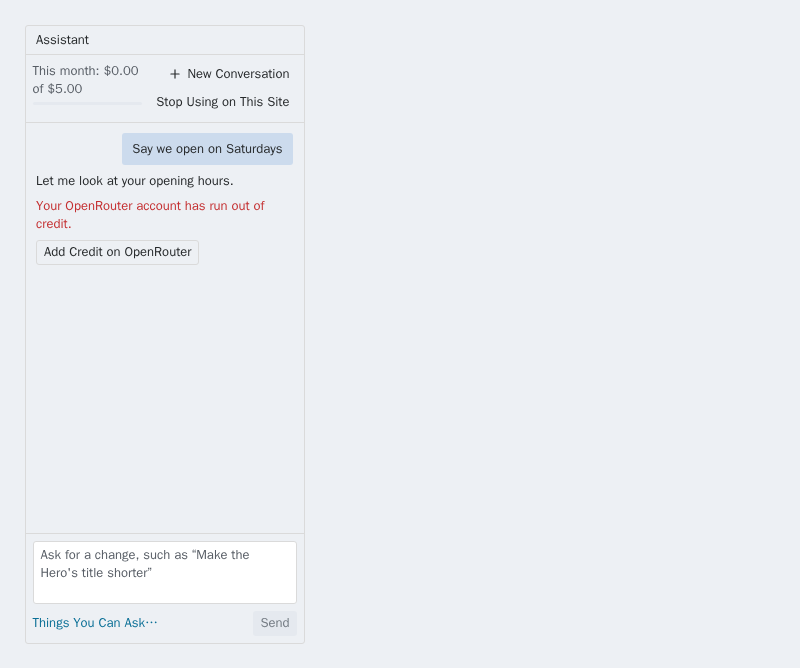 Assistant
This month: $0.00
of $5.00
New Conversation
Stop Using on This Site
Say we open on Saturdays
Let me look at your opening hours.
Your OpenRouter account has run out of
credit.
Add Credit on OpenRouter
Ask for a change, such as “Make the
Hero's title shorter”
Things You Can Ask…
Send